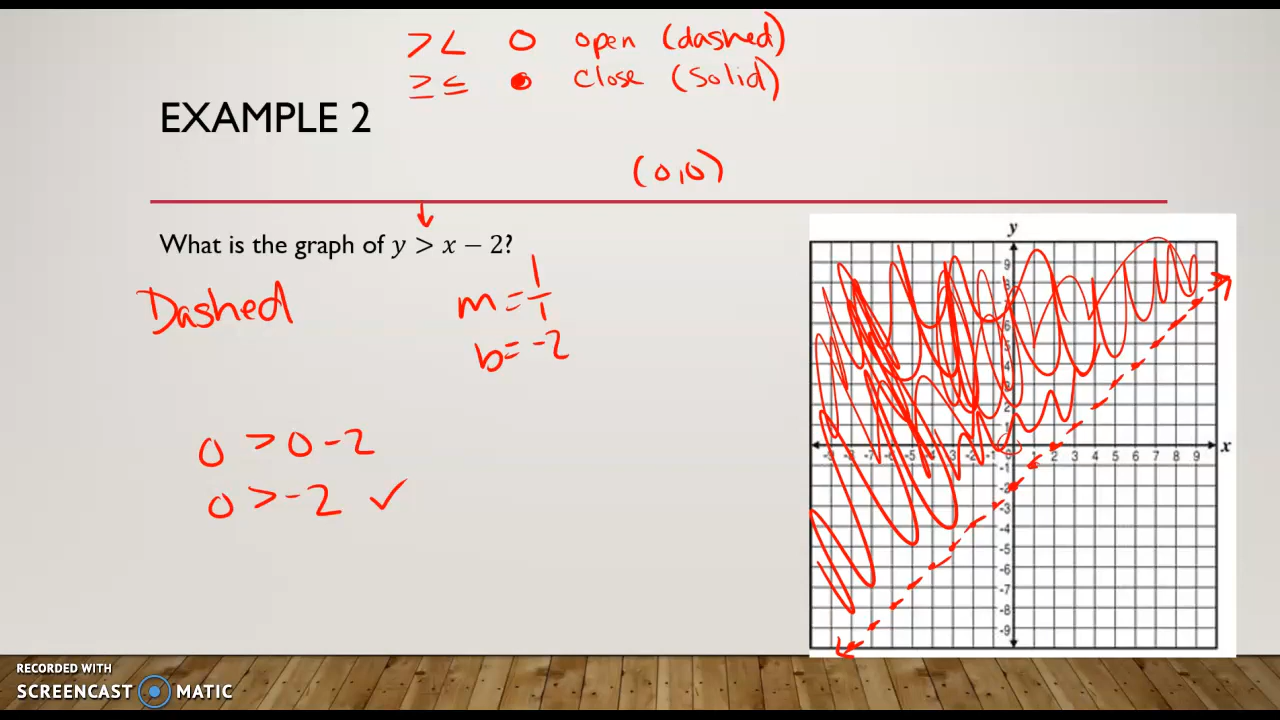 > < O open (dashed)
≥ ≤ ● close (solid)
EXAMPLE 2
(0,0)
What is the graph of y > x − 2?
Dashed
m = 1/1
b = -2
0 > 0 - 2
0 > -2 ✓
y
9
6
5
4
2
1
-9 -8 -7 -6 -5 -4 -3 -2 -1 0 1 2 3 4 5 6 7 8 9 x
-1
-2
-3
-4
-5
-6
-7
-8
-9
RECORDED WITH
SCREENCAST MATIC